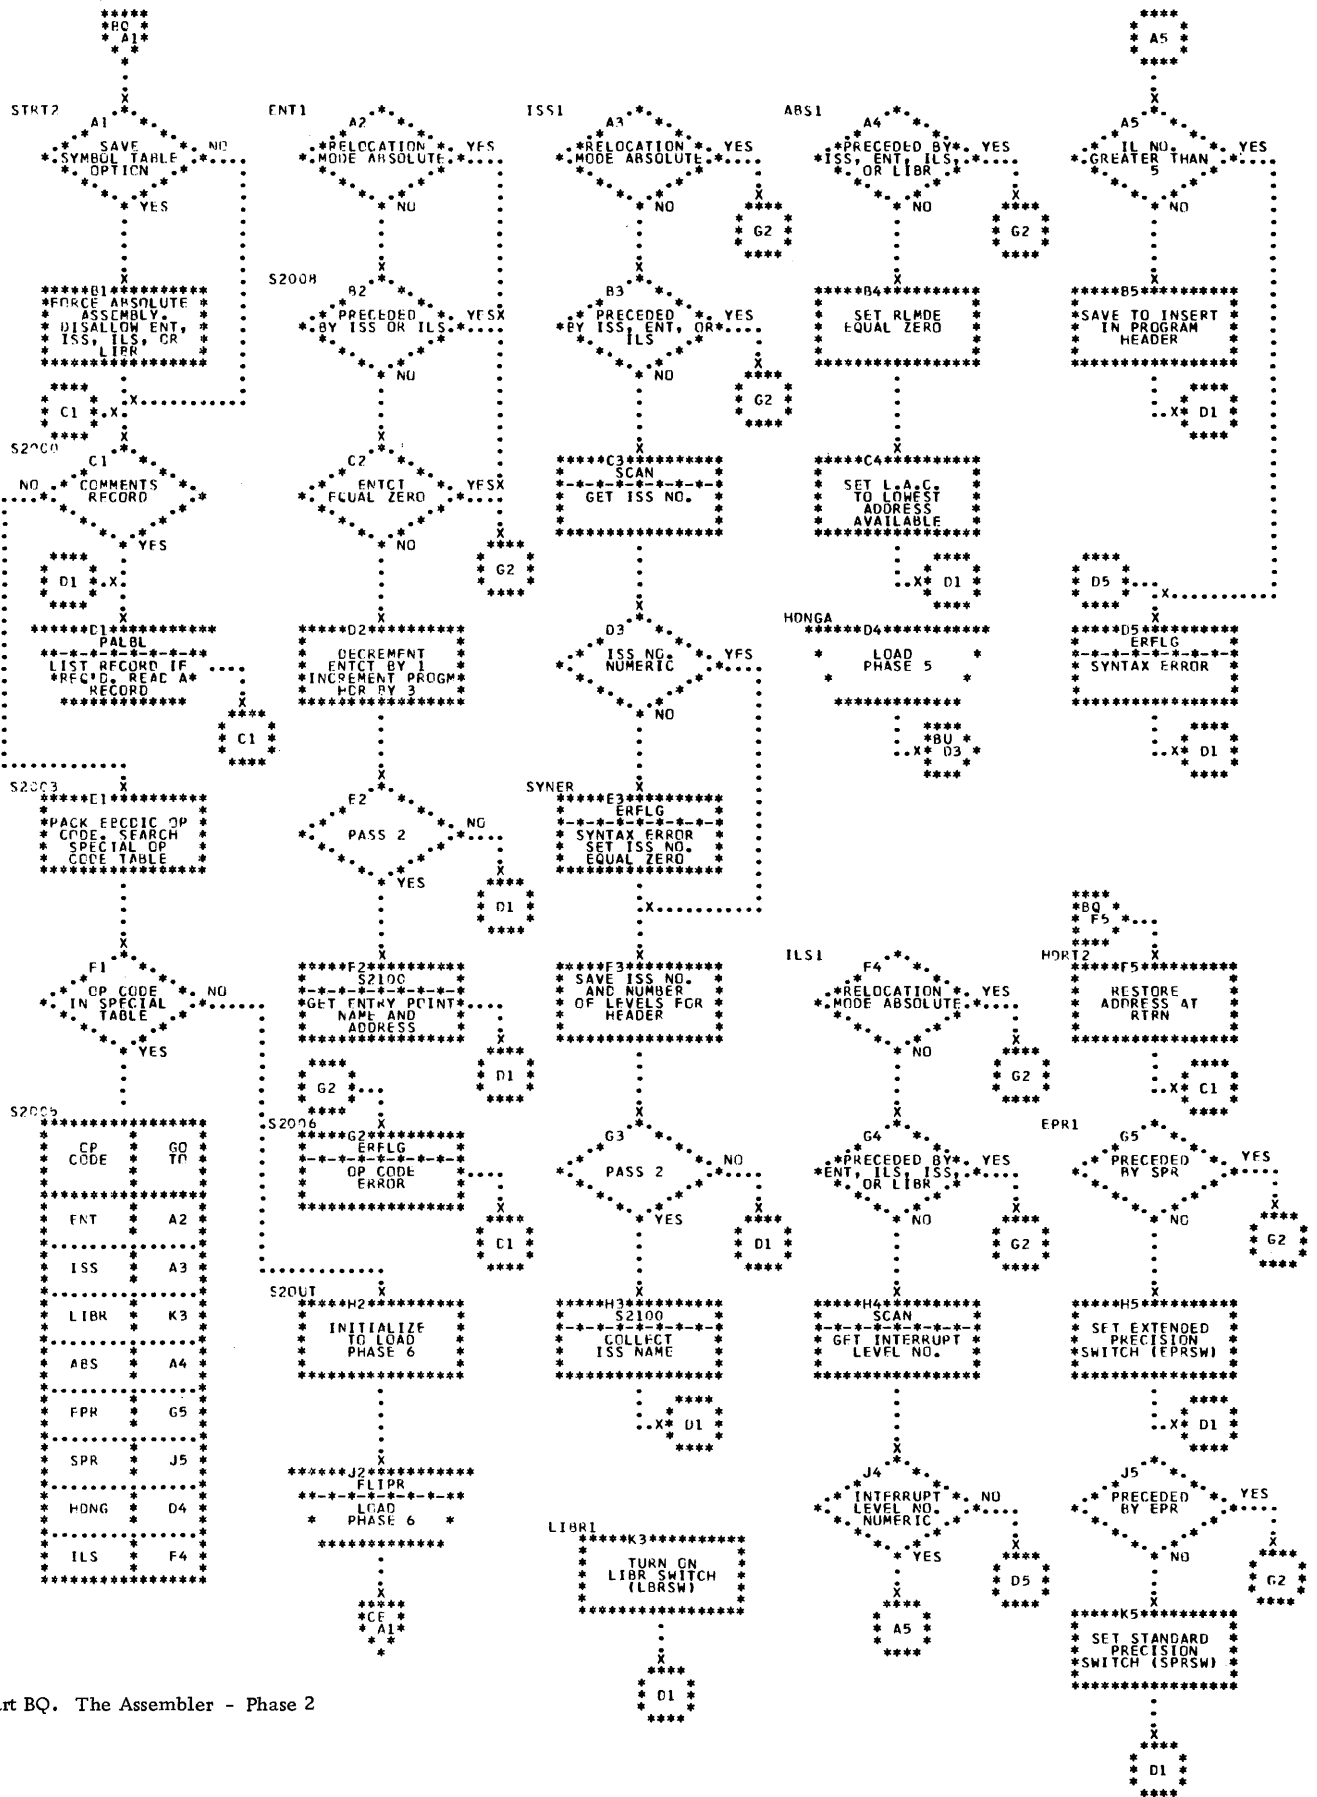 BQ
A1
STRT2
A1
SAVE
SYMBOL TABLE
OPTION
NO
YES
B1
FORCE ABSOLUTE
ASSEMBLY.
DISALLOW ENT,
ISS, ILS, OR
LIBR
C1
S2000
C1
COMMENTS
RECORD
NO
YES
D1
D1
PALBL
LIST RECORD IF
REQ'D. READ A
RECORD
C1
S2003
E1
PACK EBCDIC OP
CODE. SEARCH
SPECIAL OP
CODE TABLE
F1
OP CODE
IN SPECIAL
TABLE
NO
YES
S2005
OP CODE GO TO
ENT A2
ISS A3
LIBR K3
ABS A4
EPR G5
SPR J5
HDNG D4
ILS F4
ENT1
A2
RELOCATION
MODE ABSOLUTE
YES
NO
S2008
B2
PRECEDED
BY ISS OR ILS
YES
NO
C2
ENTCT
EQUAL ZERO
YES
NO
G2
D2
DECREMENT
ENTCT BY 1
INCREMENT PROGM
HDR BY 3
E2
PASS 2
NO
YES
D1
F2
S2100
GET ENTRY POINT
NAME AND
ADDRESS
D1
G2
S2006
G2
ERFLG
OP CODE
ERROR
C1
S2OUT
H2
INITIALIZE
TO LOAD
PHASE 6
J2
FLIPR
LOAD
PHASE 6
CE
A1
ISS1
A3
RELOCATION
MODE ABSOLUTE
YES
NO
G2
B3
PRECEDED
BY ISS, ENT, OR
ILS
YES
NO
G2
C3
SCAN
GET ISS NO.
D3
ISS NO.
NUMERIC
YES
NO
SYNER
E3
ERFLG
SYNTAX ERROR
SET ISS NO.
EQUAL ZERO
F3
SAVE ISS NO.
AND NUMBER
OF LEVELS FOR
HEADER
G3
PASS 2
NO
YES
D1
H3
S2100
COLLECT
ISS NAME
D1
LIBR1
K3
TURN ON
LIBR SWITCH
(LBRSW)
D1
ABS1
A4
PRECEDED BY
ISS, ENT, ILS,
OR LIBR
YES
NO
G2
B4
SET RLMDE
EQUAL ZERO
C4
SET L.A.C.
TO LOWEST
ADDRESS
AVAILABLE
D1
HDNGA
D4
LOAD
PHASE 5
BU
D3
ILS1
F4
RELOCATION
MODE ABSOLUTE
YES
NO
G2
G4
PRECEDED BY
ENT, ILS, ISS,
OR LIBR
YES
NO
G2
H4
SCAN
GET INTERRUPT
LEVEL NO.
J4
INTERRUPT
LEVEL NO.
NUMERIC
NO
YES
D5
A5
A5
A5
IL NO.
GREATER THAN
5
YES
NO
B5
SAVE TO INSERT
IN PROGRAM
HEADER
D1
D5
D5
ERFLG
SYNTAX ERROR
D1
BQ
F5
HDRT2
F5
RESTORE
ADDRESS AT
RTRN
C1
EPR1
G5
PRECEDED
BY SPR
YES
NO
G2
H5
SET EXTENDED
PRECISION
SWITCH (EPRSW)
D1
J5
PRECEDED
BY EPR
YES
NO
G2
K5
SET STANDARD
PRECISION
SWITCH (SPRSW)
D1
rt BQ. The Assembler - Phase 2